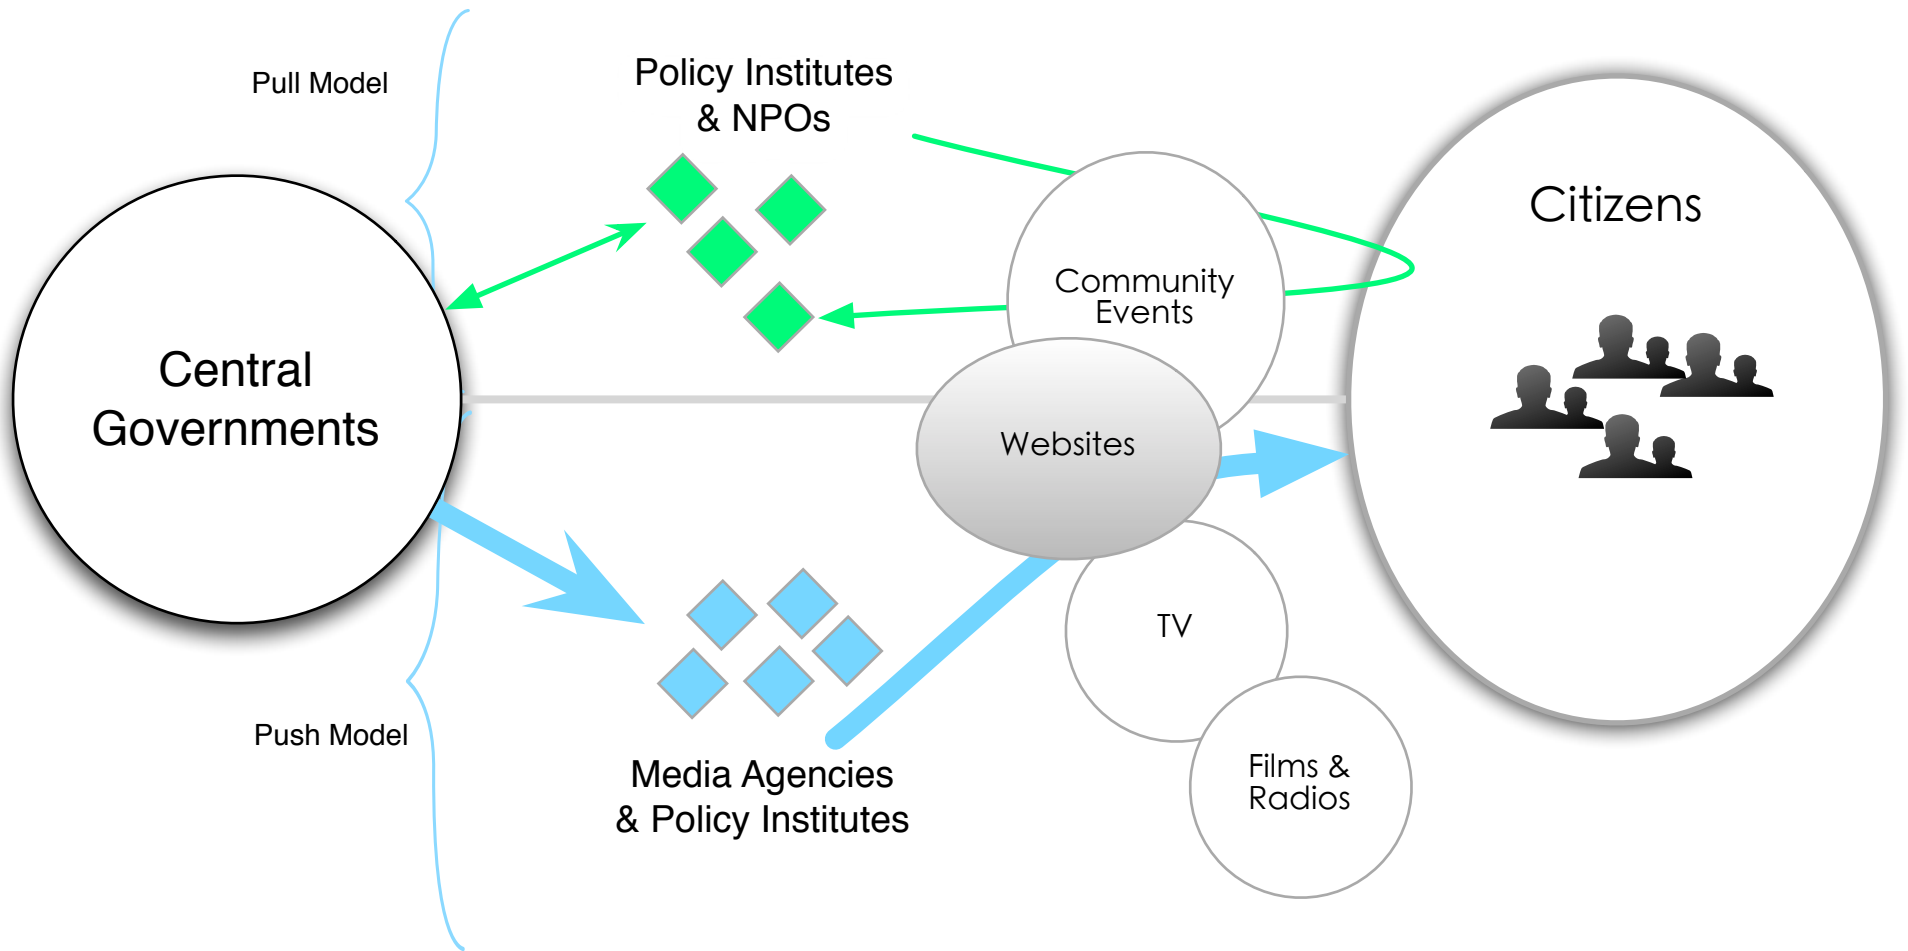 Pull Model
Policy Institutes
& NPOs
Citizens
Community
Events
Central
Governments
Websites
TV
Push Model
Media Agencies
& Policy Institutes
Films &
Radios